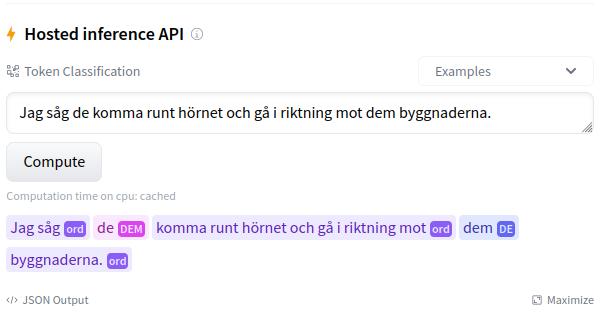 Hosted inference API
Token Classification
Examples
Jag såg de komma runt hörnet och gå i riktning mot dem byggnaderna.
Compute
Computation time on cpu: cached
Jag såg ord de DEM komma runt hörnet och gå i riktning mot ord dem DE
byggnaderna. ord
</> JSON Output
Maximize